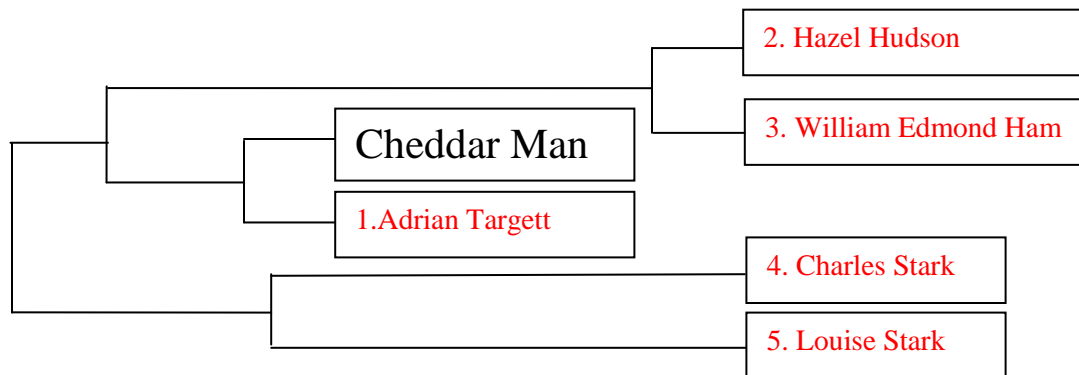 2. Hazel Hudson
3. William Edmond Ham
Cheddar Man
1.Adrian Targett
4. Charles Stark
5. Louise Stark